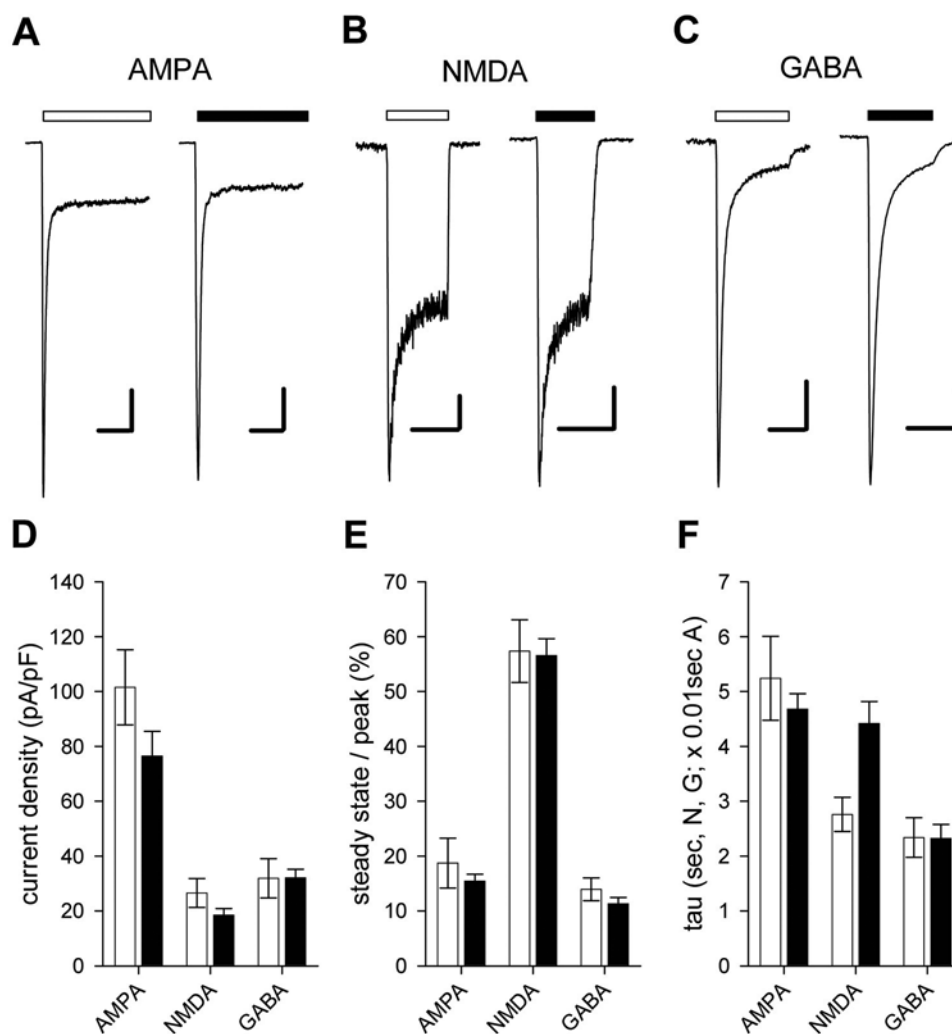 A
B
C
AMPA
NMDA
GABA
D
E
F
140
120
100
80
60
40
20
0
current density (pA/pF)
AMPA
NMDA
GABA
70
60
50
40
30
20
10
0
steady state / peak (%)
AMPA
NMDA
GABA
7
6
5
4
3
2
1
0
tau (sec, N, G; x 0.01sec A)
AMPA
NMDA
GABA